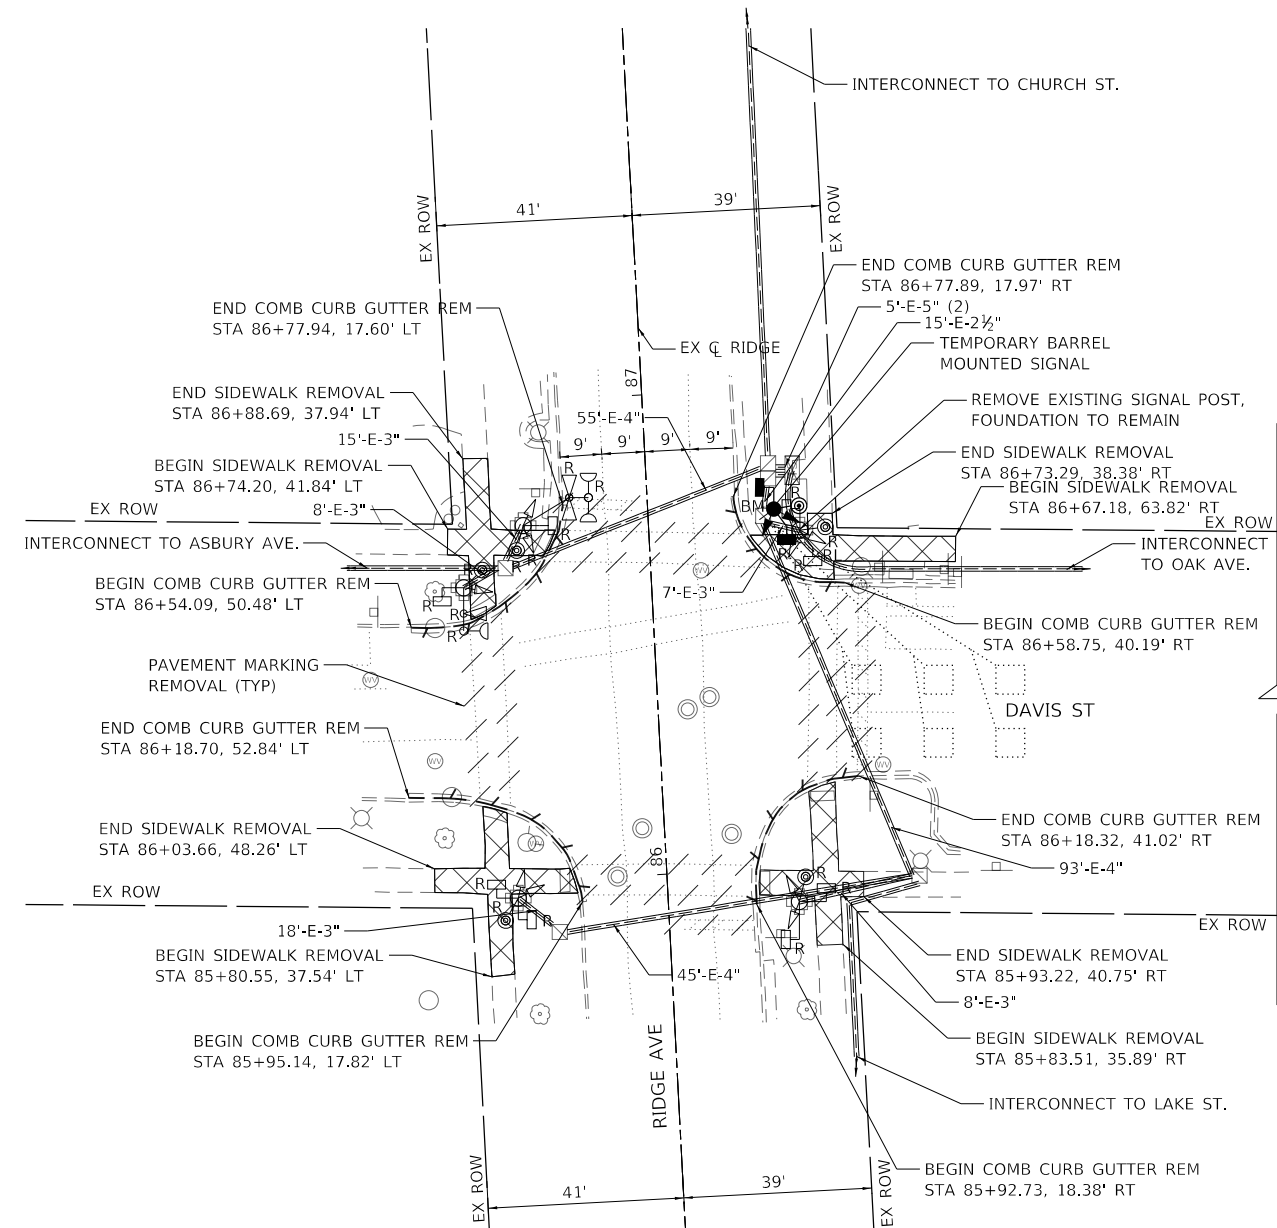 INTERCONNECT TO CHURCH ST.
EX ROW
41'
39'
EX ROW
END COMB CURB GUTTER REM
STA 86+77.89, 17.97' RT
5'-E-5" (2)
15'-E-2½"
TEMPORARY BARREL
MOUNTED SIGNAL
END COMB CURB GUTTER REM
STA 86+77.94, 17.60' LT
EX ℄ RIDGE
87
REMOVE EXISTING SIGNAL POST,
FOUNDATION TO REMAIN
END SIDEWALK REMOVAL
STA 86+88.69, 37.94' LT
55'-E-4"
9'
9'
9'
9'
15'-E-3"
END SIDEWALK REMOVAL
STA 86+73.29, 38.38' RT
BEGIN SIDEWALK REMOVAL
STA 86+74.20, 41.84' LT
BEGIN SIDEWALK REMOVAL
STA 86+67.18, 63.82' RT
8'-E-3"
EX ROW
EX ROW
R
R
R
R
R
R
R
R
R
R
R
R
BM
INTERCONNECT TO ASBURY AVE.
INTERCONNECT
TO OAK AVE.
BEGIN COMB CURB GUTTER REM
STA 86+54.09, 50.48' LT
7'-E-3"
WV
BEGIN COMB CURB GUTTER REM
STA 86+58.75, 40.19' RT
PAVEMENT MARKING
REMOVAL (TYP)
WV
DAVIS ST
END COMB CURB GUTTER REM
STA 86+18.70, 52.84' LT
WV
WV
END SIDEWALK REMOVAL
STA 86+03.66, 48.26' LT
END COMB CURB GUTTER REM
STA 86+18.32, 41.02' RT
86
93'-E-4"
EX ROW
EX ROW
R
R
R
R
R
R
R
18'-E-3"
BEGIN SIDEWALK REMOVAL
STA 85+80.55, 37.54' LT
45'-E-4"
END SIDEWALK REMOVAL
STA 85+93.22, 40.75' RT
8'-E-3"
BEGIN COMB CURB GUTTER REM
STA 85+95.14, 17.82' LT
BEGIN SIDEWALK REMOVAL
STA 85+83.51, 35.89' RT
RIDGE AVE
INTERCONNECT TO LAKE ST.
BEGIN COMB CURB GUTTER REM
STA 85+92.73, 18.38' RT
EX ROW
41'
39'
EX ROW